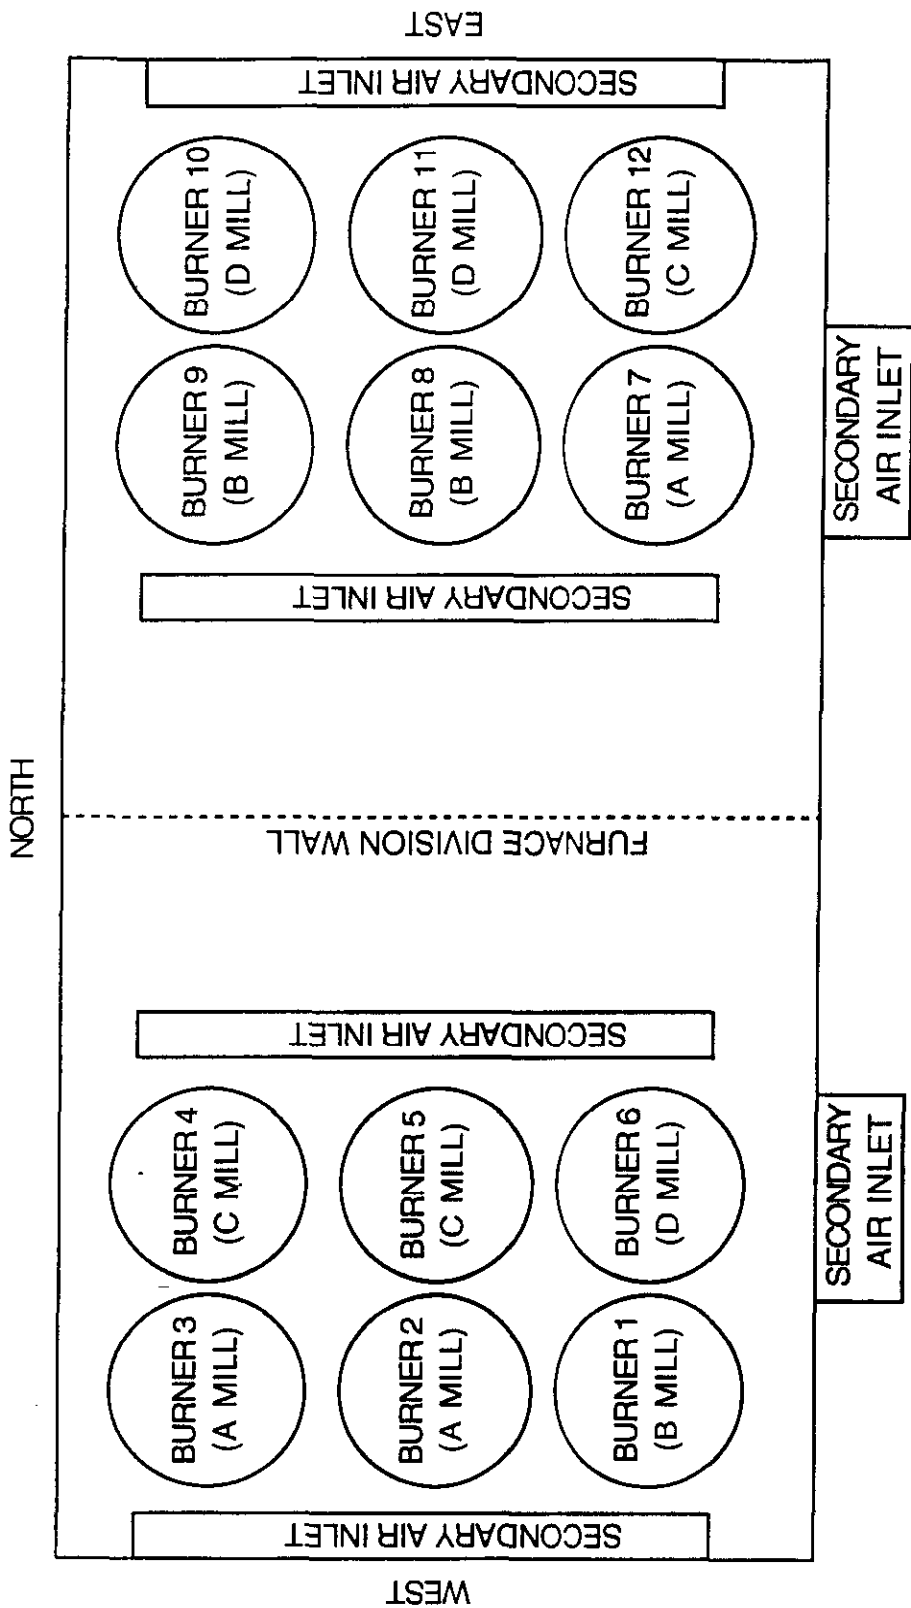 NORTH
WEST
EAST
SECONDARY AIR INLET
BURNER 3
(A MILL)
BURNER 4
(C MILL)
BURNER 2
(A MILL)
BURNER 5
(C MILL)
BURNER 1
(B MILL)
BURNER 6
(D MILL)
SECONDARY AIR INLET
SECONDARY
AIR INLET
FURNACE DIVISION WALL
SECONDARY AIR INLET
BURNER 9
(B MILL)
BURNER 10
(D MILL)
BURNER 8
(B MILL)
BURNER 11
(D MILL)
BURNER 7
(A MILL)
BURNER 12
(C MILL)
SECONDARY AIR INLET
SECONDARY
AIR INLET